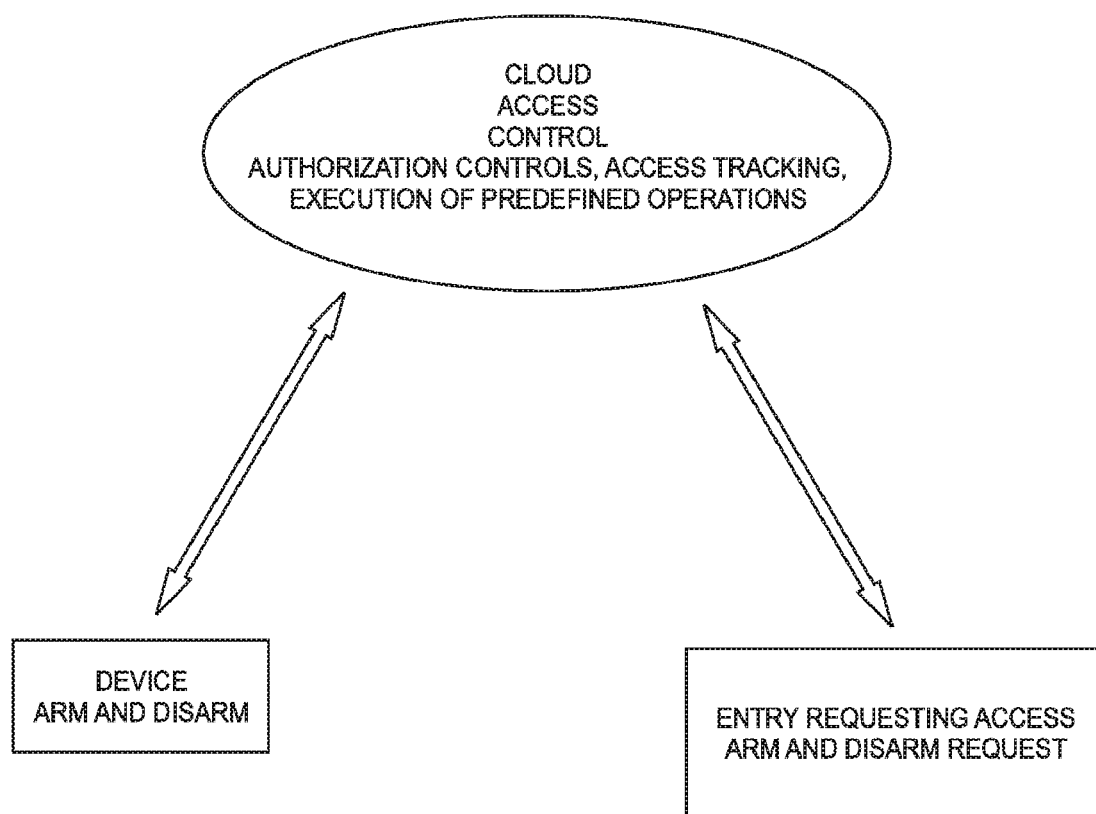 CLOUD
ACCESS
CONTROL
AUTHORIZATION CONTROLS, ACCESS TRACKING,
EXECUTION OF PREDEFINED OPERATIONS
DEVICE
ARM AND DISARM
ENTRY REQUESTING ACCESS
ARM AND DISARM REQUEST